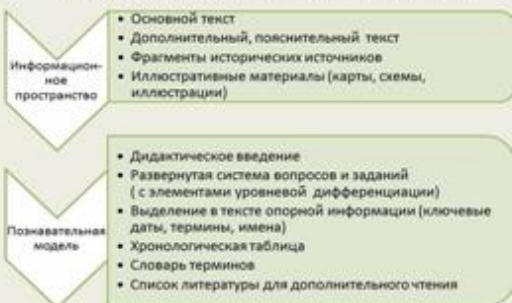 Информацион-
ное
пространство
• Основной текст
• Дополнительный, пояснительный текст
• Фрагменты исторических источников
• Иллюстративные материалы (карты, схемы,
иллюстрации)
Познавательная
модель
• Дидактическое введение
• Развернутая система вопросов и заданий
( с элементами уровневой дифференциации)
• Выделение в тексте опорной информации (ключевые
даты, термины, имена)
• Хронологическая таблица
• Словарь терминов
• Список литературы для дополнительного чтения